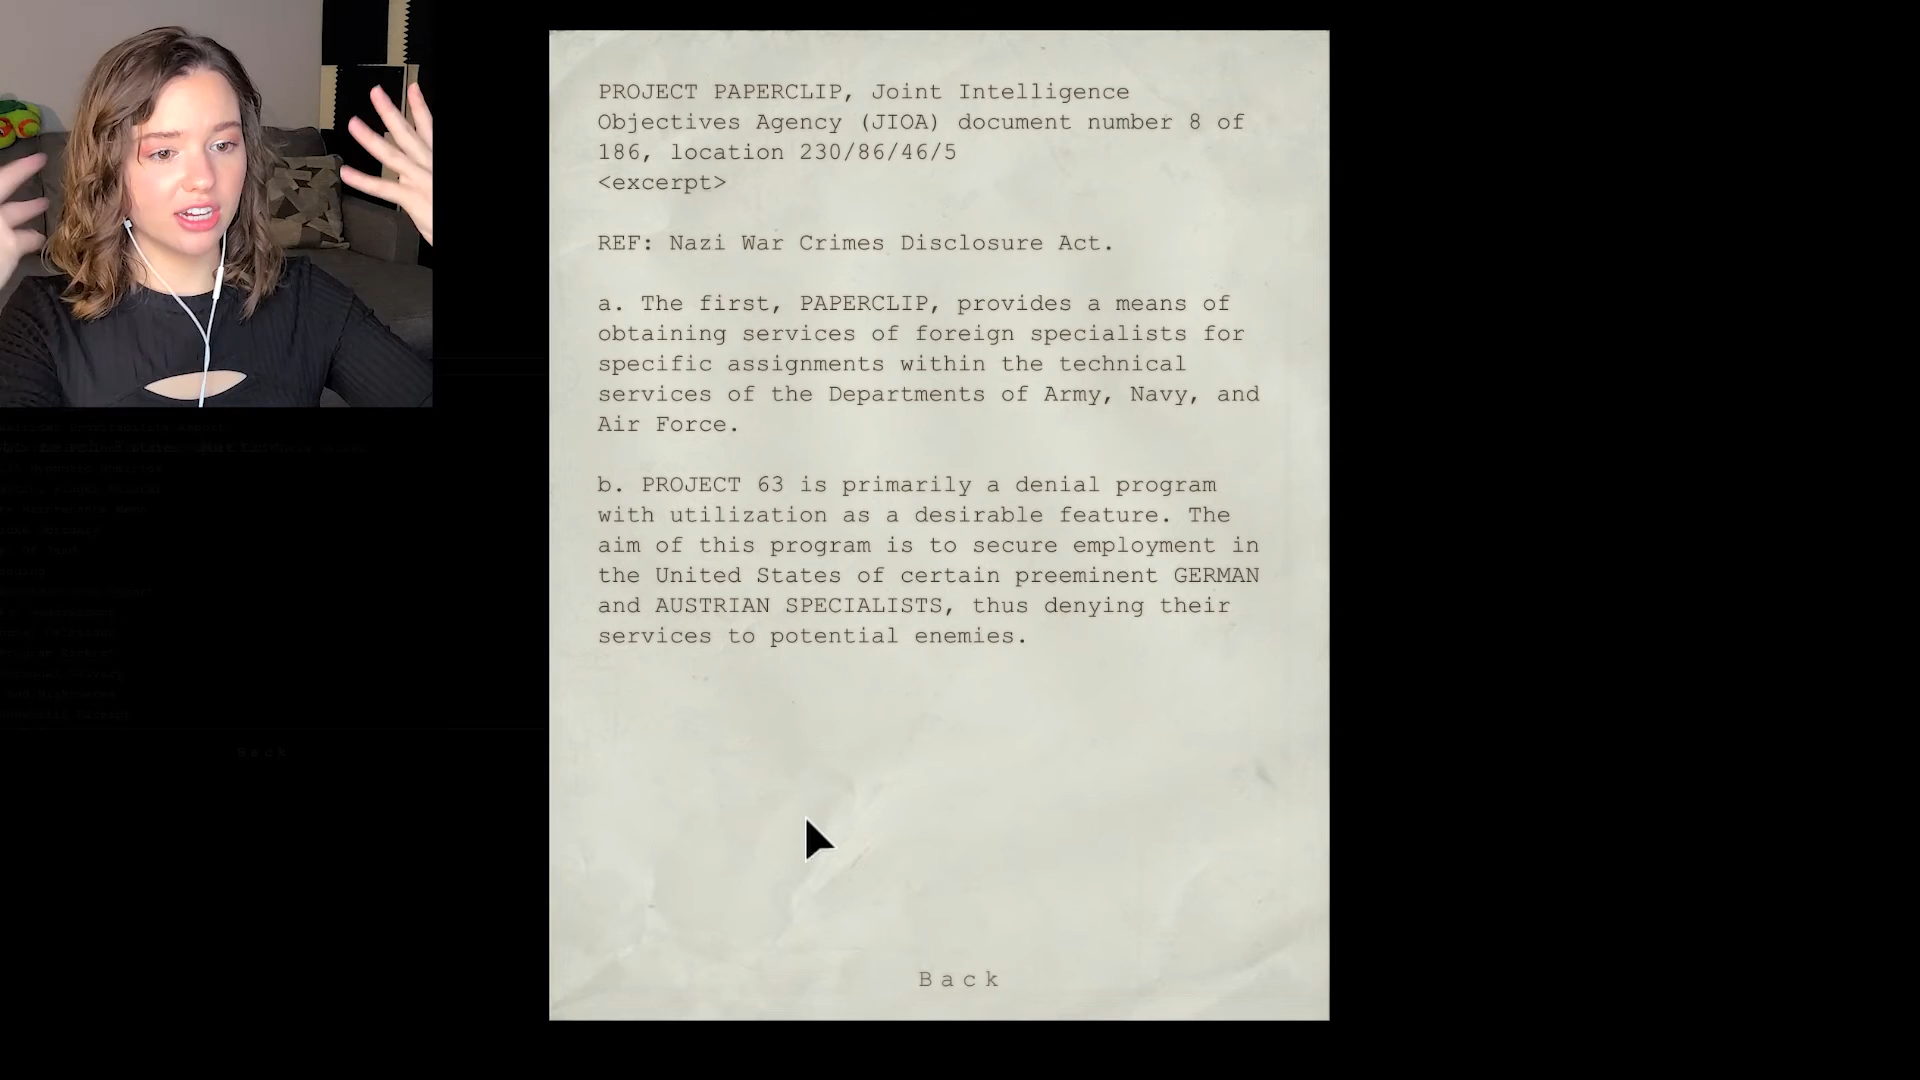 PROJECT PAPERCLIP, Joint Intelligence
Objectives Agency (JIOA) document number 8 of
186, location 230/86/46/5
<excerpt>
REF: Nazi War Crimes Disclosure Act.
a. The first, PAPERCLIP, provides a means of
obtaining services of foreign specialists for
specific assignments within the technical
services of the Departments of Army, Navy, and
Air Force.
b. PROJECT 63 is primarily a denial program
with utilization as a desirable feature. The
aim of this program is to secure employment in
the United States of certain preeminent GERMAN
and AUSTRIAN SPECIALISTS, thus denying their
services to potential enemies.
Back
Back